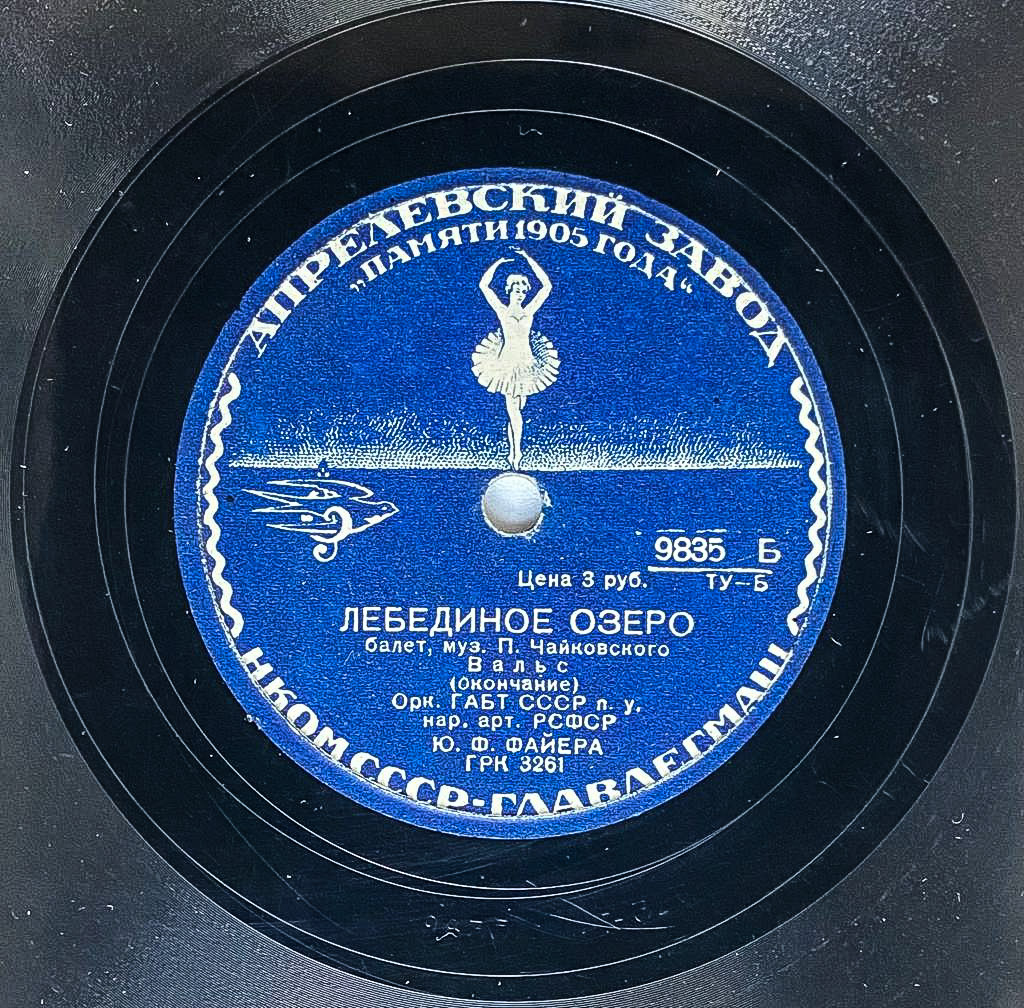 АПРЕЛЕВСКИЙ ЗАВОД
„ПАМЯТИ 1905 ГОДА“
9835 Б
Цена 3 руб. ТУ—Б
ЛЕБЕДИНОЕ ОЗЕРО
балет, муз. П. Чайковского
Вальс
(окончание)
Орк. ГАБТ СССР п. у.
нар. арт. РСФСР
Ю. Ф. ФАЙЕРА
ГРК 3261
НКОМ СССР-ГЛАВЛЕГМАШ